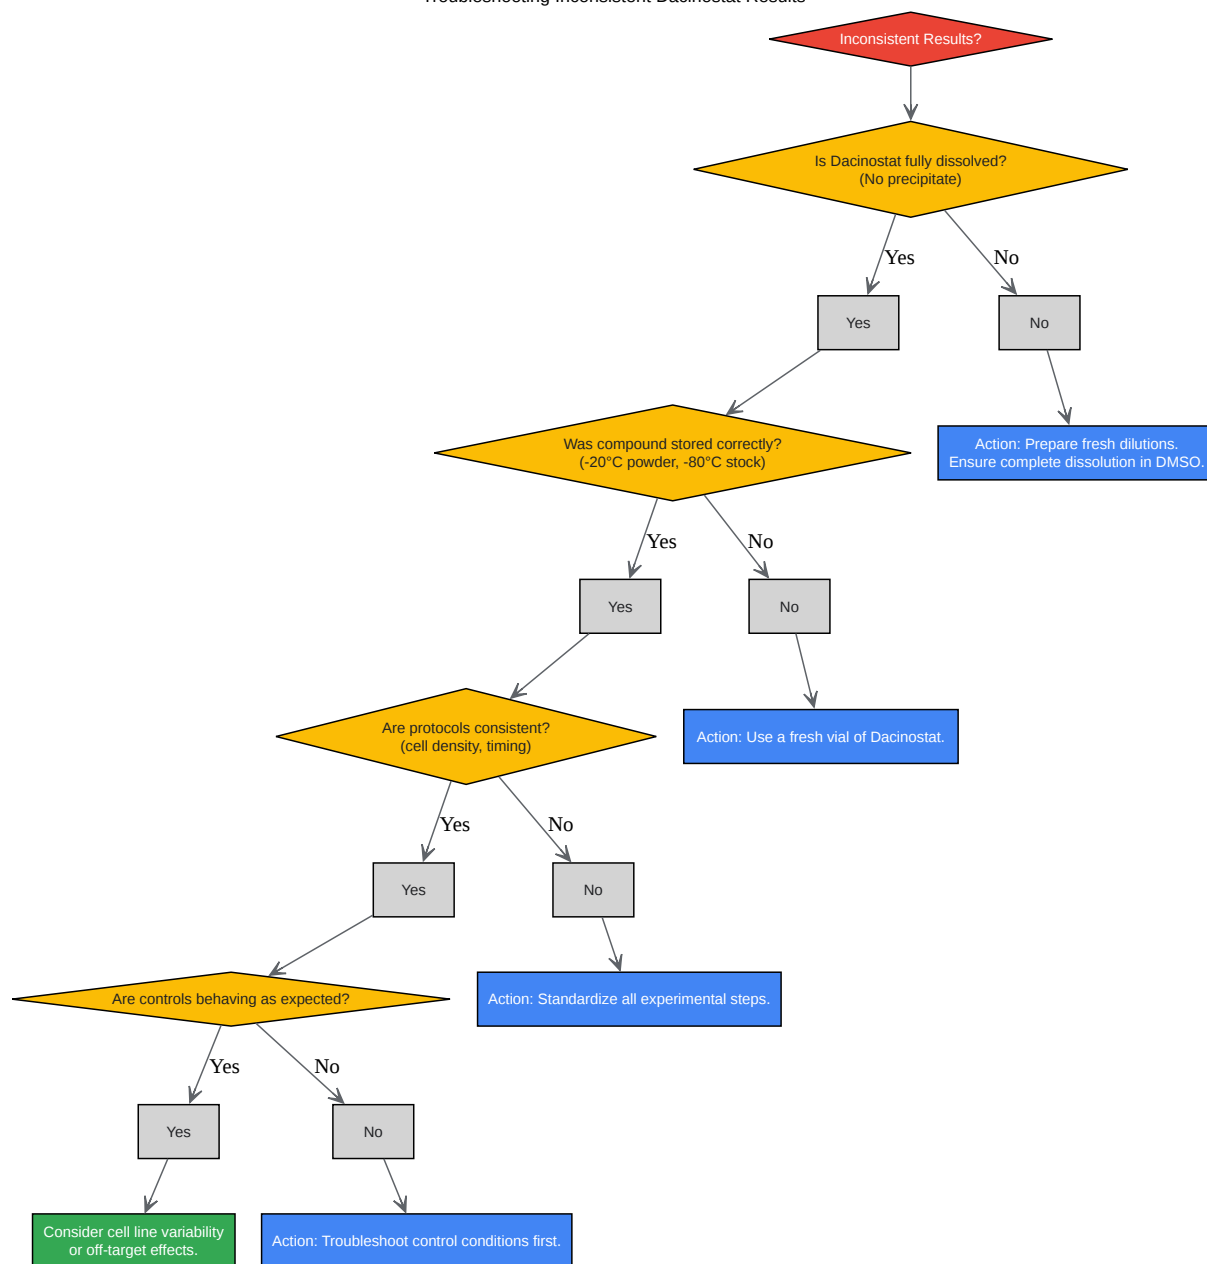 Troubleshooting Inconsistent Dacinostat Results
Inconsistent Results?
Is Dacinostat fully dissolved?
(No precipitate)
Yes
No
Yes
No
Was compound stored correctly?
(-20°C powder, -80°C stock)
Action: Prepare fresh dilutions.
Ensure complete dissolution in DMSO.
Yes
No
Yes
No
Are protocols consistent?
(cell density, timing)
Action: Use a fresh vial of Dacinostat.
Yes
No
Yes
No
Are controls behaving as expected?
Action: Standardize all experimental steps.
Yes
No
Yes
No
Consider cell line variability
or off-target effects.
Action: Troubleshoot control conditions first.